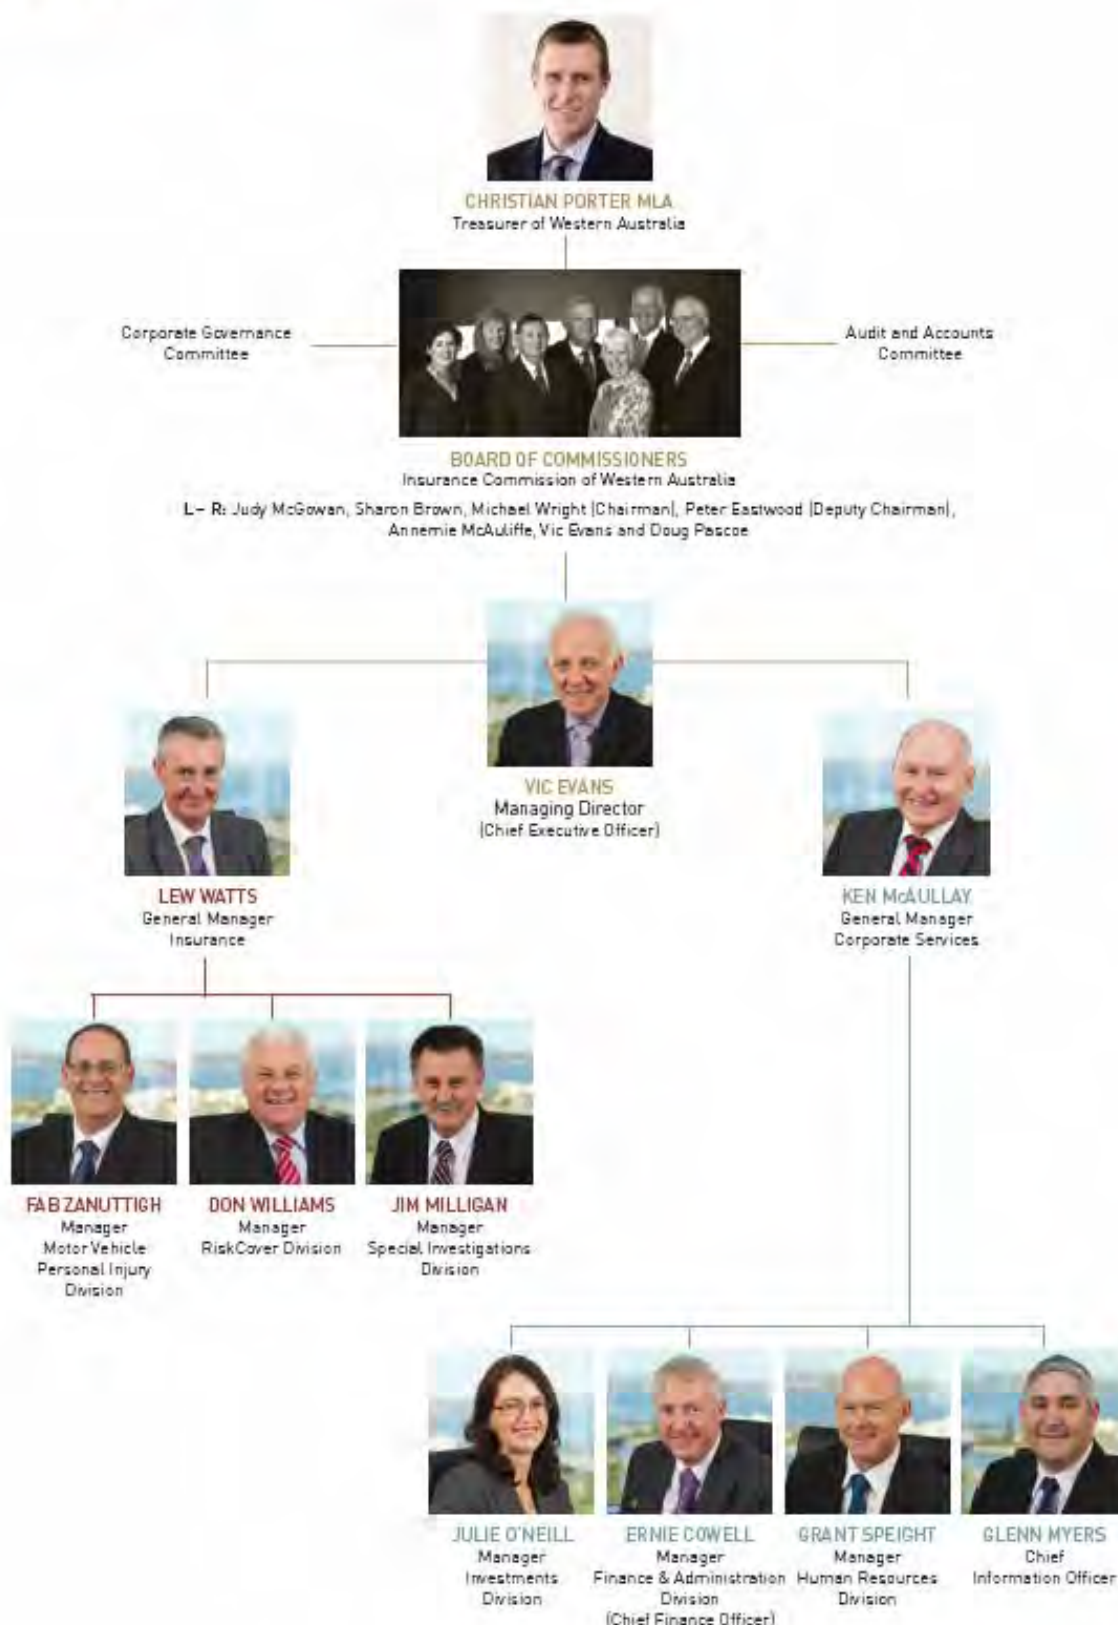 CHRISTIAN PORTER MLA
Treasurer of Western Australia
Corporate Governance
Committee
Audit and Accounts
Committee
BOARD OF COMMISSIONERS
Insurance Commission of Western Australia
L – R: Judy McGowan, Sharon Brown, Michael Wright (Chairman), Peter Eastwood (Deputy Chairman),
Annemie McAuliffe, Vic Evans and Doug Pascoe
VIC EVANS
Managing Director
(Chief Executive Officer)
LEW WATTS
General Manager
Insurance
KEN McAULLAY
General Manager
Corporate Services
FAB ZANUTTIGH
Manager
Motor Vehicle
Personal Injury
Division
DON WILLIAMS
Manager
RiskCover Division
JIM MILLIGAN
Manager
Special Investigations
Division
JULIE O'NEILL
Manager
Investments
Division
ERNIE COWELL
Manager
Finance & Administration
Division
(Chief Finance Officer)
GRANT SPEIGHT
Manager
Human Resources
Division
GLENN MYERS
Chief
Information Officer